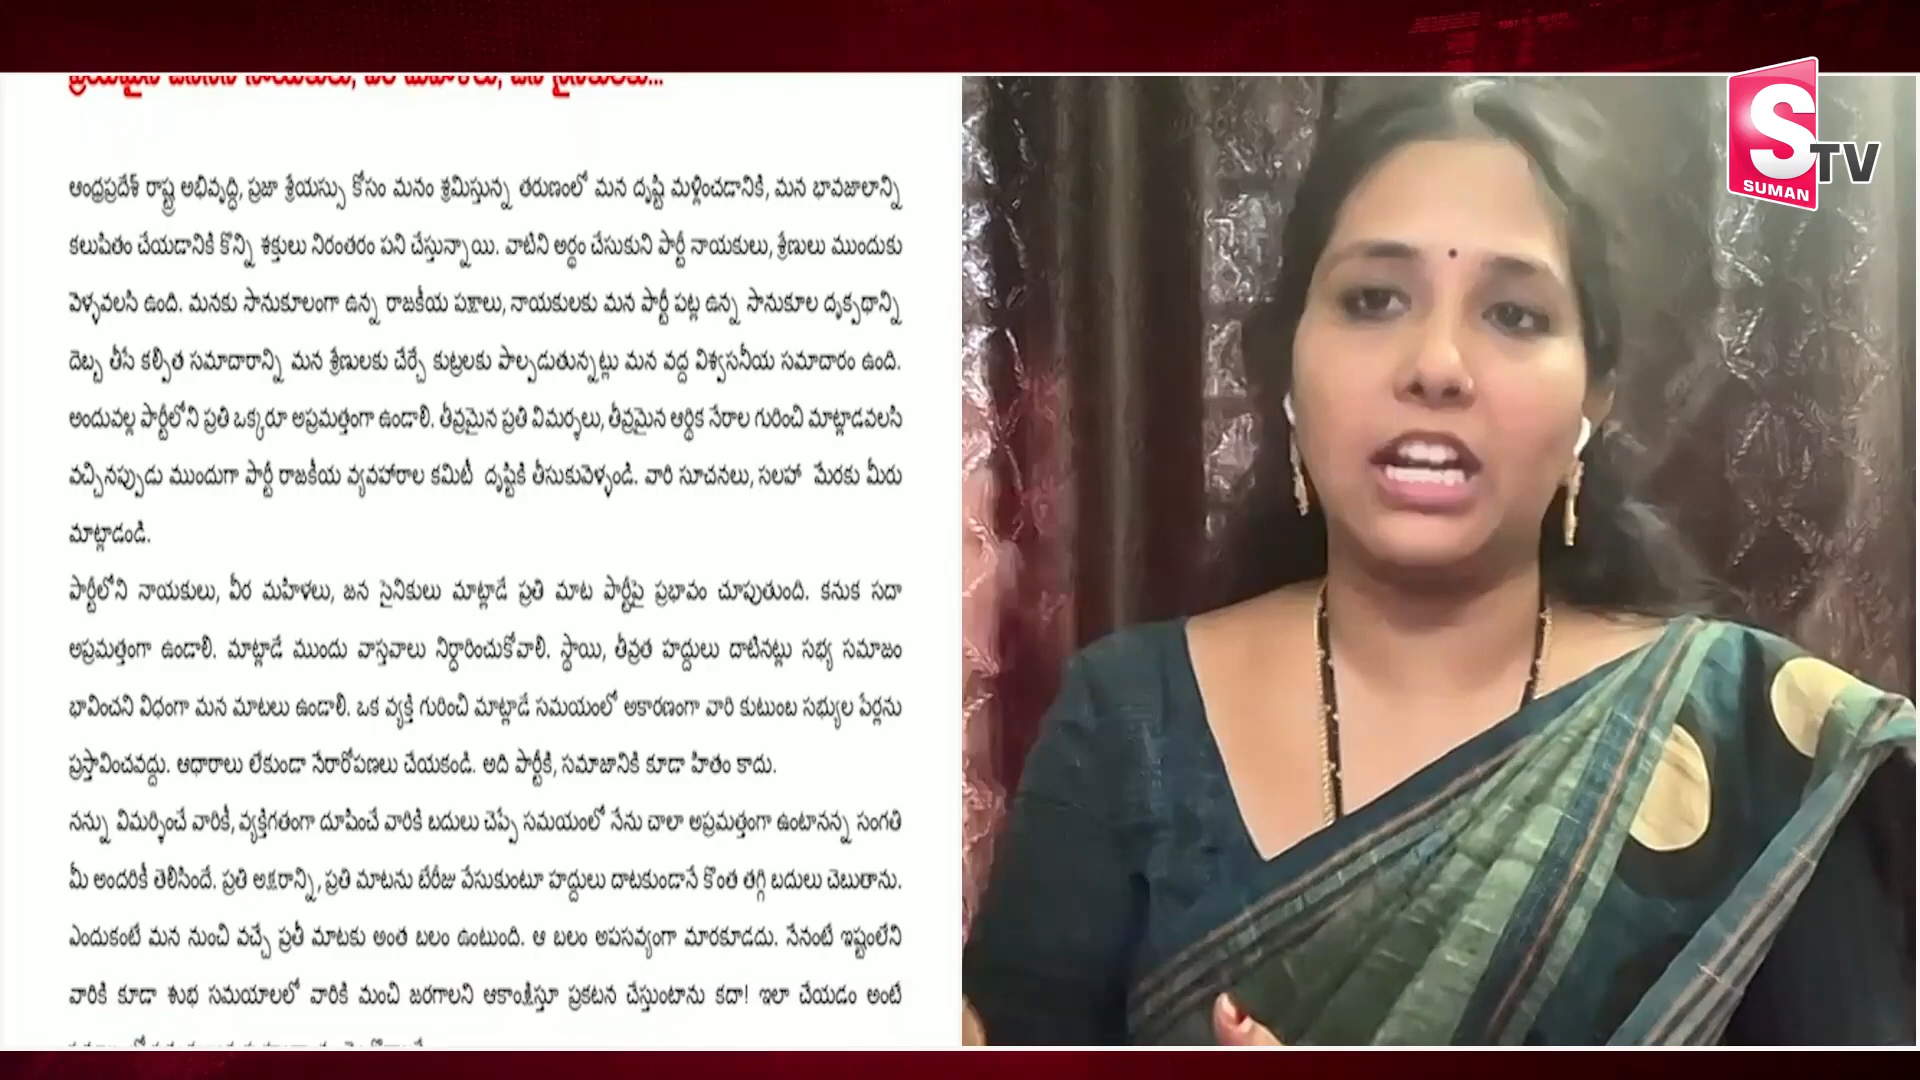 ప్రియమైన జనసేన నాయకులు, వీర మహిళలు, జన సైనికులకు...
ఆంధ్రప్రదేశ్ రాష్ట్ర అభివృద్ధి, ప్రజా శ్రేయస్సు కోసం మనం శ్రమిస్తున్న తరుణంలో మన దృష్టి మళ్లించడానికి, మన భావజాలాన్ని
కలుషితం చేయడానికి కొన్ని శక్తులు నిరంతరం పని చేస్తున్నాయి. వాటిని అర్థం చేసుకుని పార్టీ నాయకులు, శ్రేణులు ముందుకు
వెళ్ళవలసి ఉంది. మనకు సానుకూలంగా ఉన్న రాజకీయ పక్షాలు, నాయకులకు మన పార్టీ పట్ల ఉన్న సానుకూల దృక్పథాన్ని
దెబ్బ తీసే కల్పిత సమాచారాన్ని మన శ్రేణులకు చేర్చే కుట్రలకు పాల్పడుతున్నట్లు మన వద్ద విశ్వసనీయ సమాచారం ఉంది.
అందువల్ల పార్టీలోని ప్రతి ఒక్కరూ అప్రమత్తంగా ఉండాలి. తీవ్రమైన ప్రతి విమర్శలు, తీవ్రమైన ఆర్థిక నేరాల గురించి మాట్లాడవలసి
వచ్చినప్పుడు ముందుగా పార్టీ రాజకీయ వ్యవహారాల కమిటీ దృష్టికి తీసుకువెళ్ళండి. వారి సూచనలు, సలహా మేరకు మీరు
మాట్లాడండి.
పార్టీలోని నాయకులు, వీర మహిళలు, జన సైనికులు మాట్లాడే ప్రతి మాట పార్టీపై ప్రభావం చూపుతుంది. కనుక సదా
అప్రమత్తంగా ఉండాలి. మాట్లాడే ముందు వాస్తవాలు నిర్ధారించుకోవాలి. స్థాయి, తీవ్రత హద్దులు దాటినట్లు సభ్య సమాజం
భావించని విధంగా మన మాటలు ఉండాలి. ఒక వ్యక్తి గురించి మాట్లాడే సమయంలో అకారణంగా వారి కుటుంబ సభ్యుల పేర్లను
ప్రస్తావించవద్దు. ఆధారాలు లేకుండా నేరారోపణలు చేయకండి. అది పార్టీకి, సమాజానికి కూడా హితం కాదు.
నన్ను విమర్శించే వారికీ, వ్యక్తిగతంగా దూషించే వారికి బదులు చెప్పే సమయంలో నేను చాలా అప్రమత్తంగా ఉంటానన్న సంగతి
మీ అందరికీ తెలిసిందే. ప్రతి అక్షరాన్ని, ప్రతి మాటను బేరీజు వేసుకుంటూ హద్దులు దాటకుండానే కొంత తగ్గి బదులు చెబుతాను.
ఎందుకంటే మన నుంచి వచ్చే ప్రతీ మాటకు అంత బలం ఉంటుంది. ఆ బలం అపసవ్యంగా మారకూడదు. నేనంటే ఇష్టంలేని
వారికి కూడా శుభ సమయాలలో వారికి మంచి జరగాలని ఆకాంక్షిస్తూ ప్రకటన చేస్తుంటాను కదా! ఇలా చేయడం అంటే
S TV
SUMAN